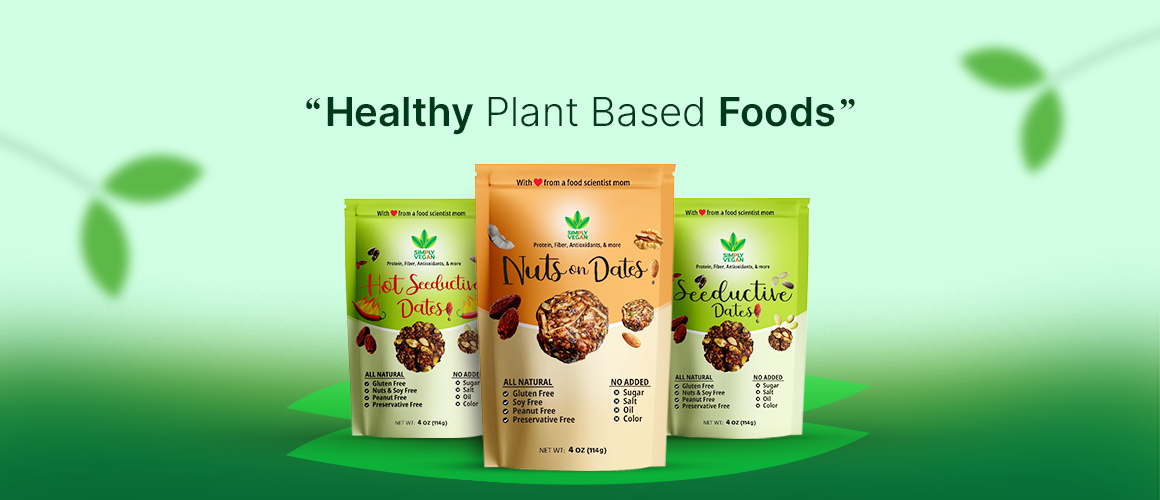 “Healthy Plant Based Foods”
With ❤ from a food scientist mom
SIMPLY
VEGAN
Protein, Fiber, Antioxidants, & more
Hot Seeductive
Dates!
ALL NATURAL
Gluten Free
Nuts & Soy Free
Peanut Free
Preservative Free
NO ADDED
Sugar
Salt
Oil
Color
NET WT: 4 OZ (114g)
With ❤ from a food scientist mom
SIMPLY
VEGAN
Protein, Fiber, Antioxidants, & more
Nuts on Dates!
ALL NATURAL
Gluten Free
Soy Free
Peanut Free
Preservative Free
NO ADDED
Sugar
Salt
Oil
Color
NET WT: 4 OZ (114g)
With ❤ from a food scientist mom
SIMPLY
VEGAN
Protein, Fiber, Antioxidants, & more
Seeductive
Dates!
ALL NATURAL
Gluten Free
Nuts & Soy Free
Peanut Free
Preservative Free
NO ADDED
Sugar
Salt
Oil
Color
NET WT: 4 OZ (114g)